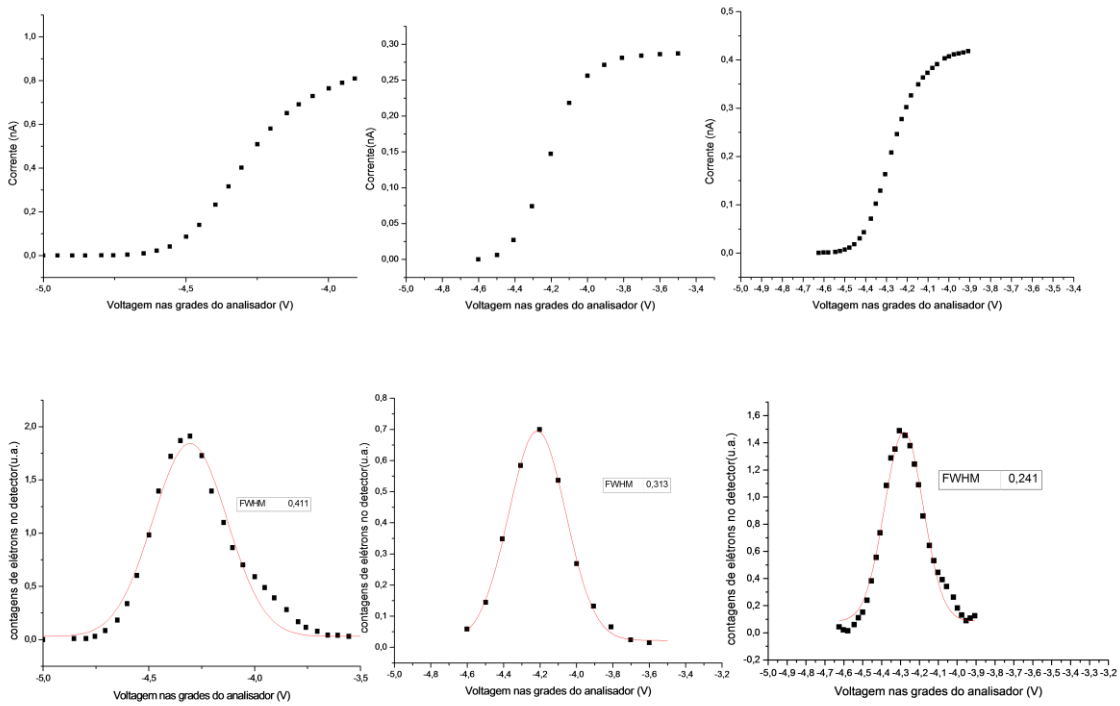 1,0
0,8
0,6
0,4
0,2
0,0
Corrente (nA)
-5,0 -4,5 -4,0
Voltagem nas grades do analisador (V)
0,30
0,25
0,20
0,15
0,10
0,05
0,00
Corrente(nA)
-5,0 -4,8 -4,6 -4,4 -4,2 -4,0 -3,8 -3,6 -3,4
Voltagem nas grades do analisador (V)
0,5
0,4
0,3
0,2
0,1
0,0
Corrente (nA)
-5,0 -4,9 -4,8 -4,7 -4,6 -4,5 -4,4 -4,3 -4,2 -4,1 -4,0 -3,9 -3,8 -3,7 -3,6 -3,5 -3,4
Voltagem nas grades do analisador (V)
2,0
1,5
1,0
0,5
0,0
contagens de elétrons no detector(u.a.)
FWHM 0,411
-5,0 -4,5 -4,0 -3,5
Voltagem nas grades do analisador (V)
0,8
0,7
0,6
0,5
0,4
0,3
0,2
0,1
0,0
contagens de elétrons no detector(u.a.)
FWHM 0,313
-5,0 -4,8 -4,6 -4,4 -4,2 -4,0 -3,8 -3,6 -3,4 -3,2
Voltagem nas grades do analisador (V)
1,6
1,4
1,2
1,0
0,8
0,6
0,4
0,2
0,0
-0,2
contagens de elétrons no detector(u.a.)
FWHM 0,241
-5,0 -4,9 -4,8 -4,7 -4,6 -4,5 -4,4 -4,3 -4,2 -4,1 -4,0 -3,9 -3,8 -3,7 -3,6 -3,5 -3,4 -3,3 -3,2
Voltagem nas grades do analisador (V)